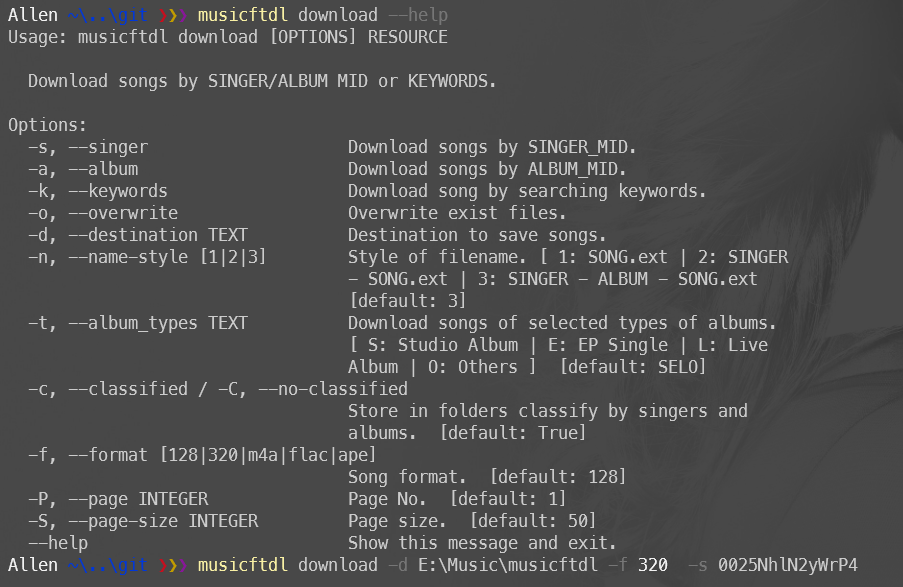 Allen ~\..\git ❯❯❯ musicftdl download --help
Usage: musicftdl download [OPTIONS] RESOURCE
Download songs by SINGER/ALBUM MID or KEYWORDS.
Options:
-s, --singer Download songs by SINGER_MID.
-a, --album Download songs by ALBUM_MID.
-k, --keywords Download song by searching keywords.
-o, --overwrite Overwrite exist files.
-d, --destination TEXT Destination to save songs.
-n, --name-style [1|2|3] Style of filename. [ 1: SONG.ext | 2: SINGER
- SONG.ext | 3: SINGER - ALBUM - SONG.ext
[default: 3]
-t, --album_types TEXT Download songs of selected types of albums.
[ S: Studio Album | E: EP Single | L: Live
Album | O: Others ] [default: SELO]
-c, --classified / -C, --no-classified
Store in folders classify by singers and
albums. [default: True]
-f, --format [128|320|m4a|flac|ape]
Song format. [default: 128]
-P, --page INTEGER Page No. [default: 1]
-S, --page-size INTEGER Page size. [default: 50]
--help Show this message and exit.
Allen ~\..\git ❯❯❯ musicftdl download -d E:\Music\musicftdl -f 320 -s 0025NhlN2yWrP4